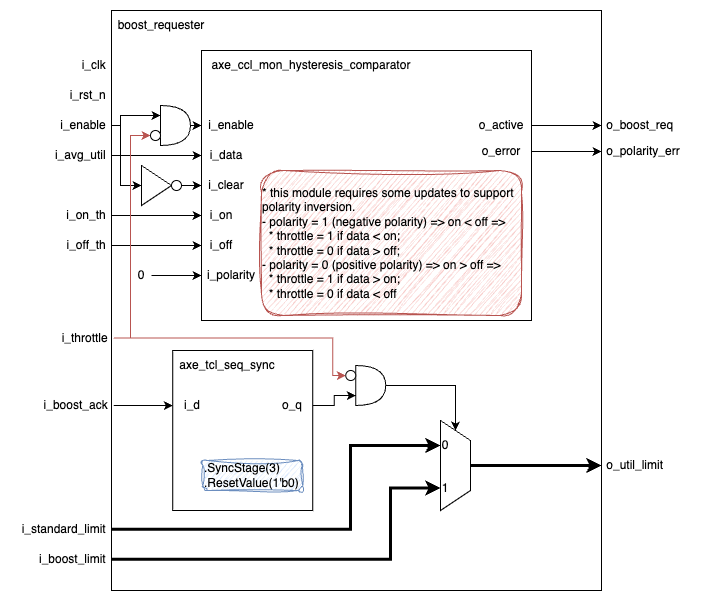 boost_requester
axe_ccl_mon_hysteresis_comparator
i_clk
i_rst_n
i_enable
i_enable
o_active
o_boost_req
i_avg_util
i_data
o_error
o_polarity_err
i_clear
* this module requires some updates to support
polarity inversion.
- polarity = 1 (negative polarity) => on < off =>
* throttle = 1 if data < on;
* throttle = 0 if data > off;
- polarity = 0 (positive polarity) => on > off =>
* throttle = 1 if data > on;
* throttle = 0 if data < off
i_on_th
i_on
i_off_th
i_off
0
i_polarity
i_throttle
axe_tcl_seq_sync
i_boost_ack
i_d
o_q
0
.SyncStage(3)
.ResetValue(1'b0)
o_util_limit
1
i_standard_limit
i_boost_limit